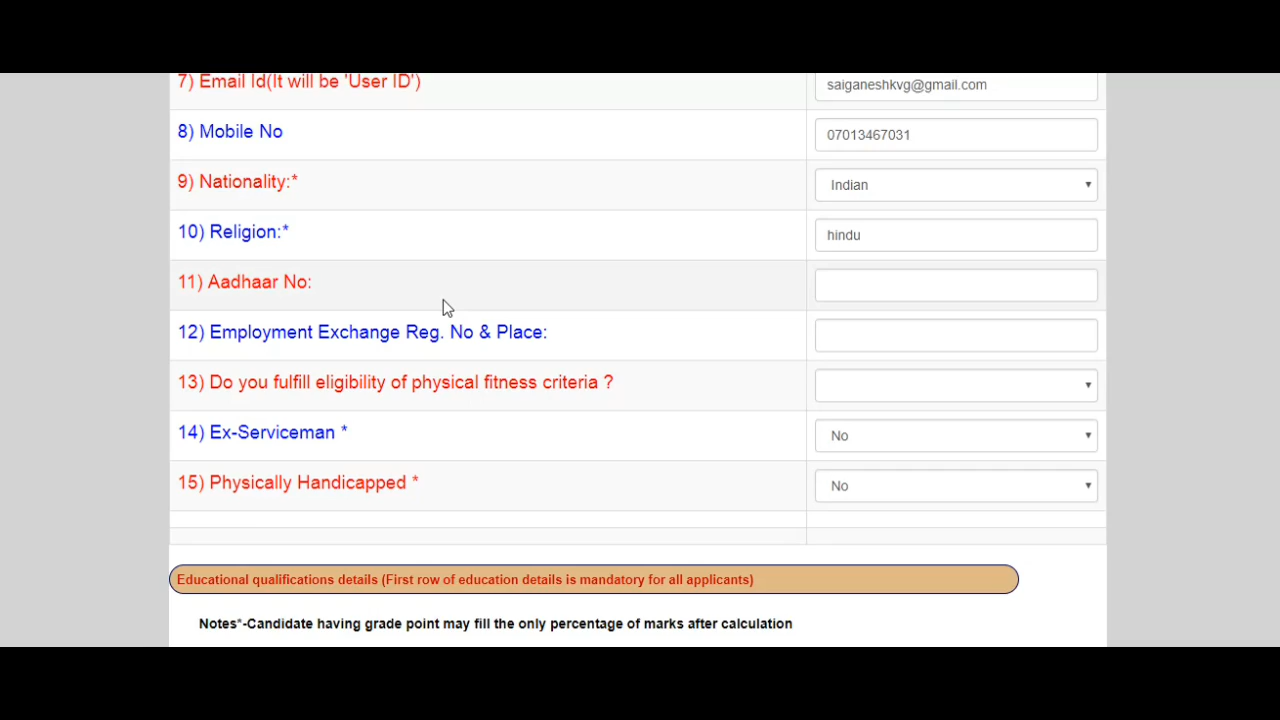 7) Email Id(It will be 'User ID')
saiganeshkvg@gmail.com
8) Mobile No
07013467031
9) Nationality:*
Indian
10) Religion:*
hindu
11) Aadhaar No:
12) Employment Exchange Reg. No & Place:
13) Do you fulfill eligibility of physical fitness criteria ?
14) Ex-Serviceman *
No
15) Physically Handicapped *
No
Educational qualifications details (First row of education details is mandatory for all applicants)
Notes*-Candidate having grade point may fill the only percentage of marks after calculation